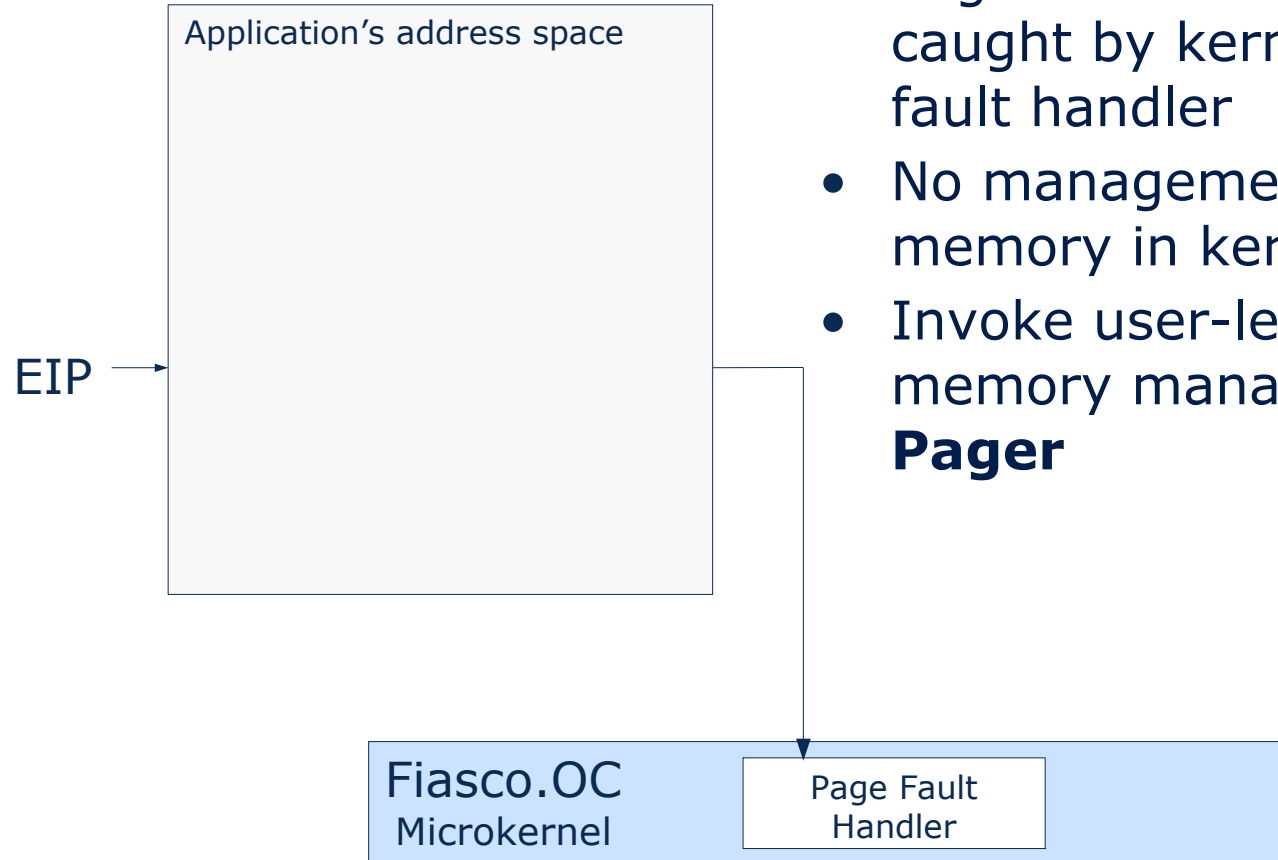 Application’s address space
caught by kerr
fault handler
• No manageme
memory in ker
• Invoke user-le
memory mana
Pager
EIP
Fiasco.OC
Microkernel
Page Fault
Handler